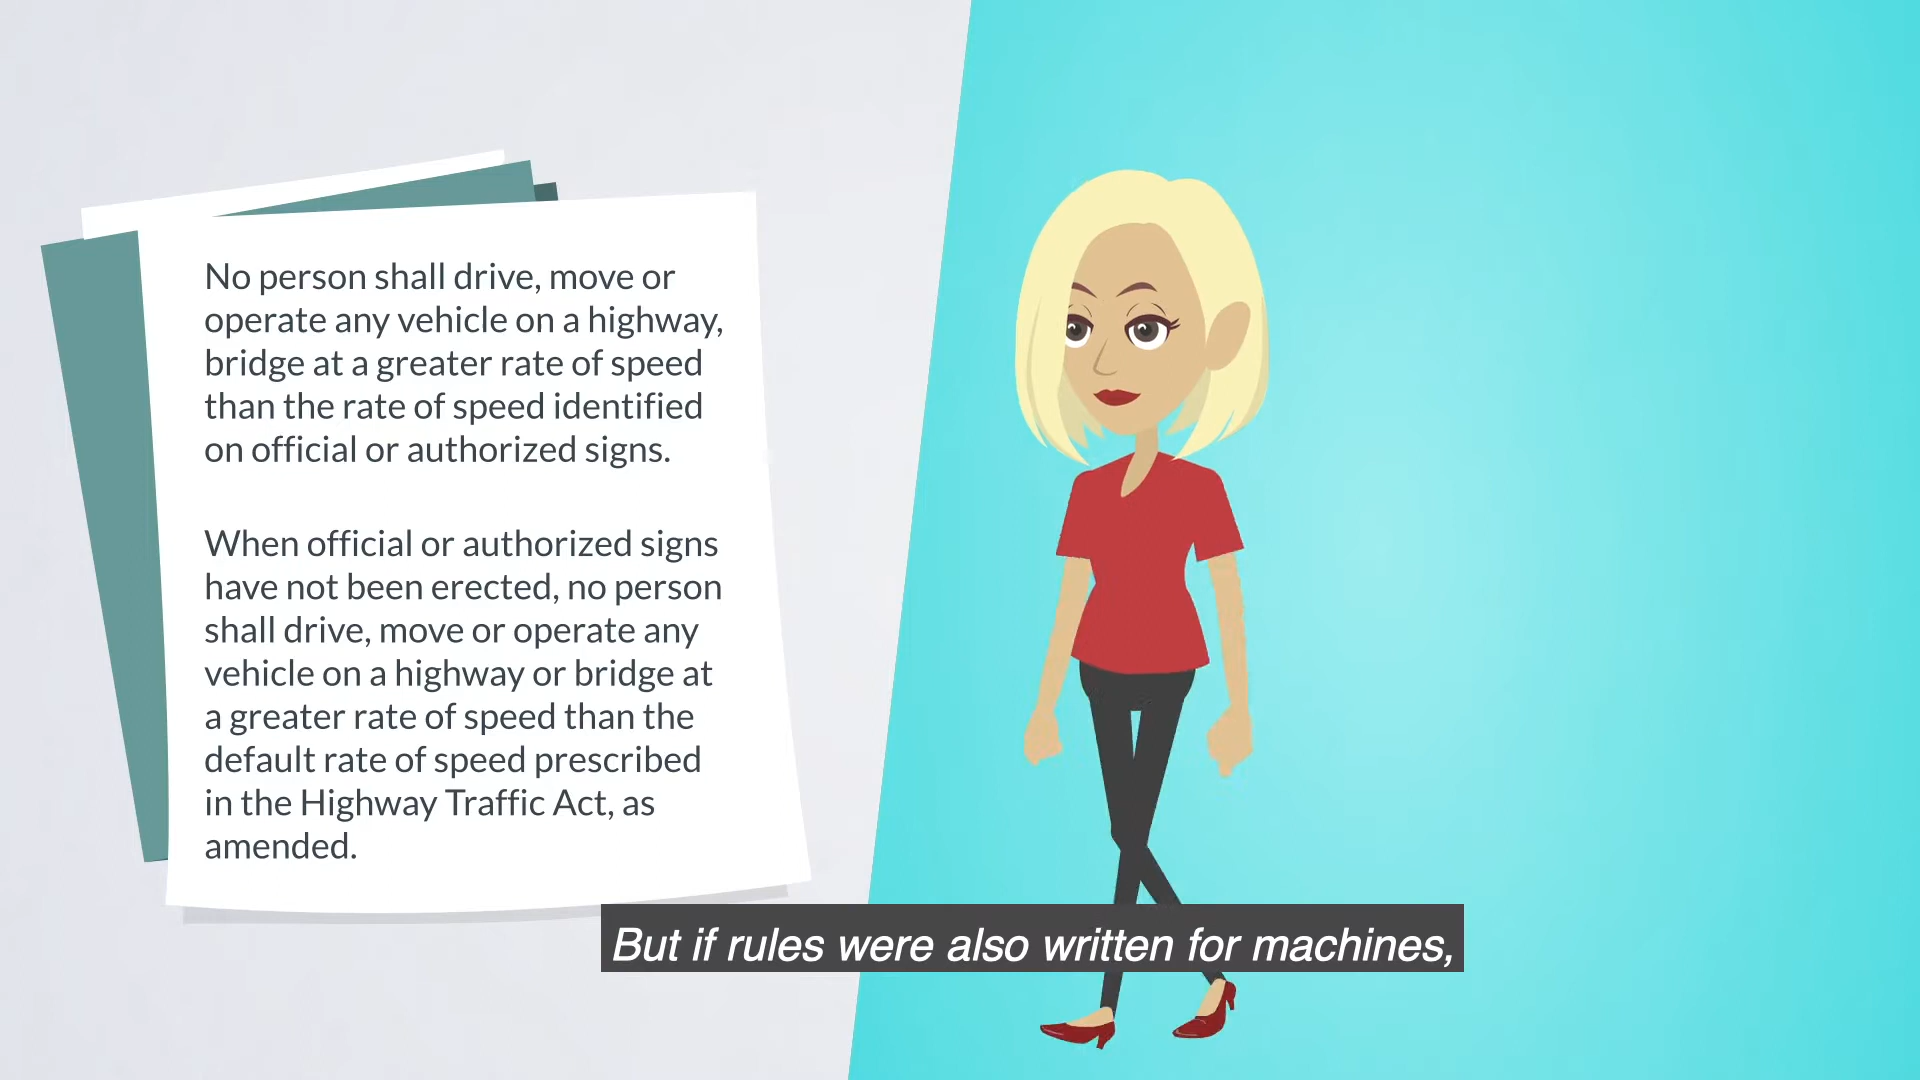 No person shall drive, move or
operate any vehicle on a highway,
bridge at a greater rate of speed
than the rate of speed identified
on official or authorized signs.
When official or authorized signs
have not been erected, no person
shall drive, move or operate any
vehicle on a highway or bridge at
a greater rate of speed than the
default rate of speed prescribed
in the Highway Traffic Act, as
amended.
But if rules were also written for machines,